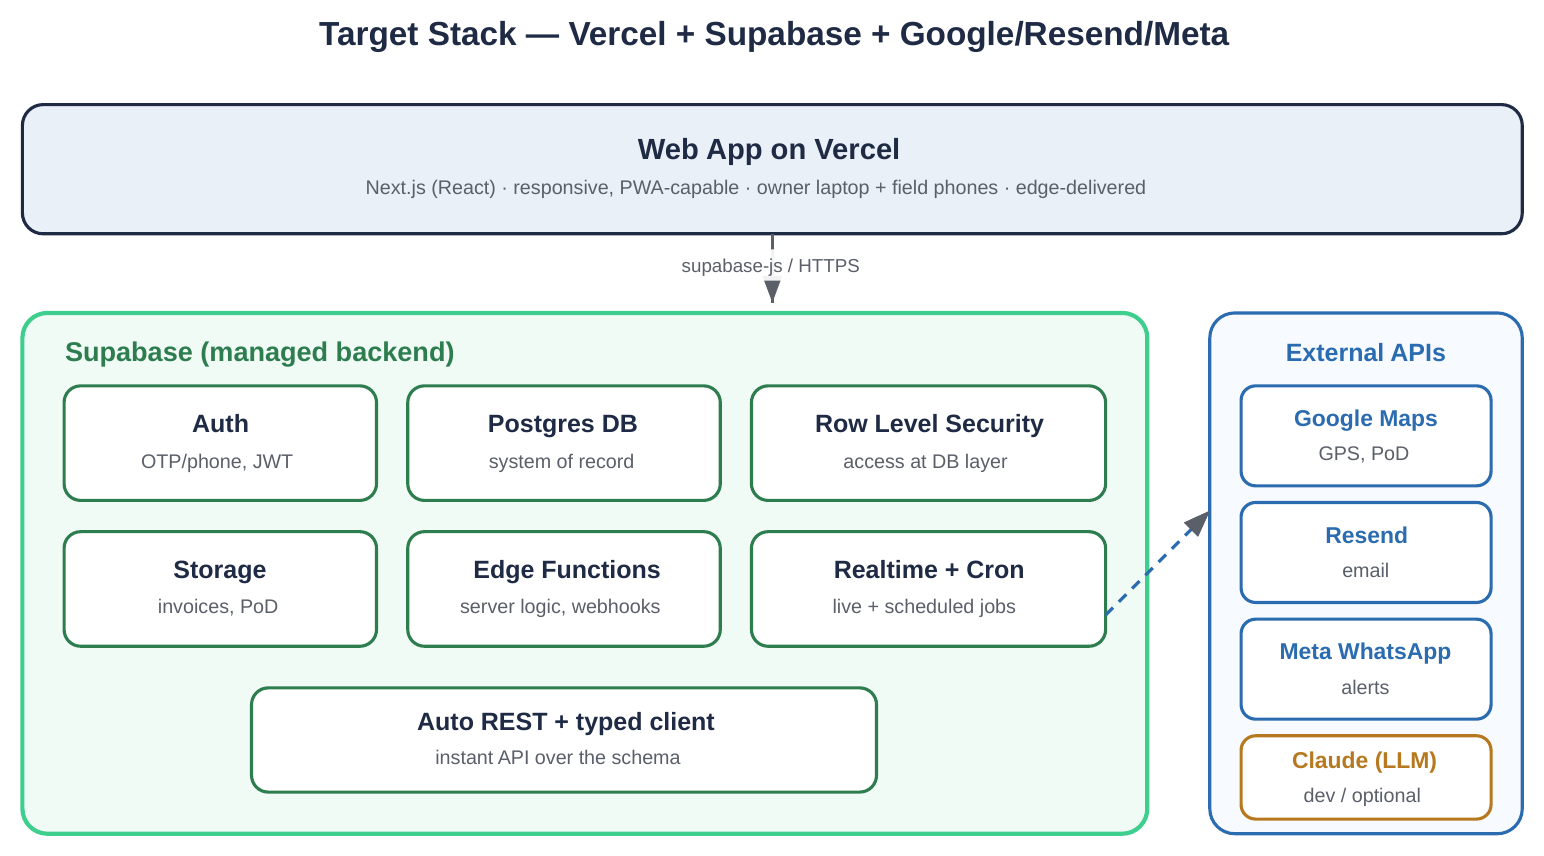 Target Stack — Vercel + Supabase + Google/Resend/Meta
Web App on Vercel
Next.js (React) · responsive, PWA-capable · owner laptop + field phones · edge-delivered
supabase-js / HTTPS
Supabase (managed backend)
Auth
OTP/phone, JWT
Postgres DB
system of record
Row Level Security
access at DB layer
Storage
invoices, PoD
Edge Functions
server logic, webhooks
Realtime + Cron
live + scheduled jobs
Auto REST + typed client
instant API over the schema
External APIs
Google Maps
GPS, PoD
Resend
email
Meta WhatsApp
alerts
Claude (LLM)
dev / optional